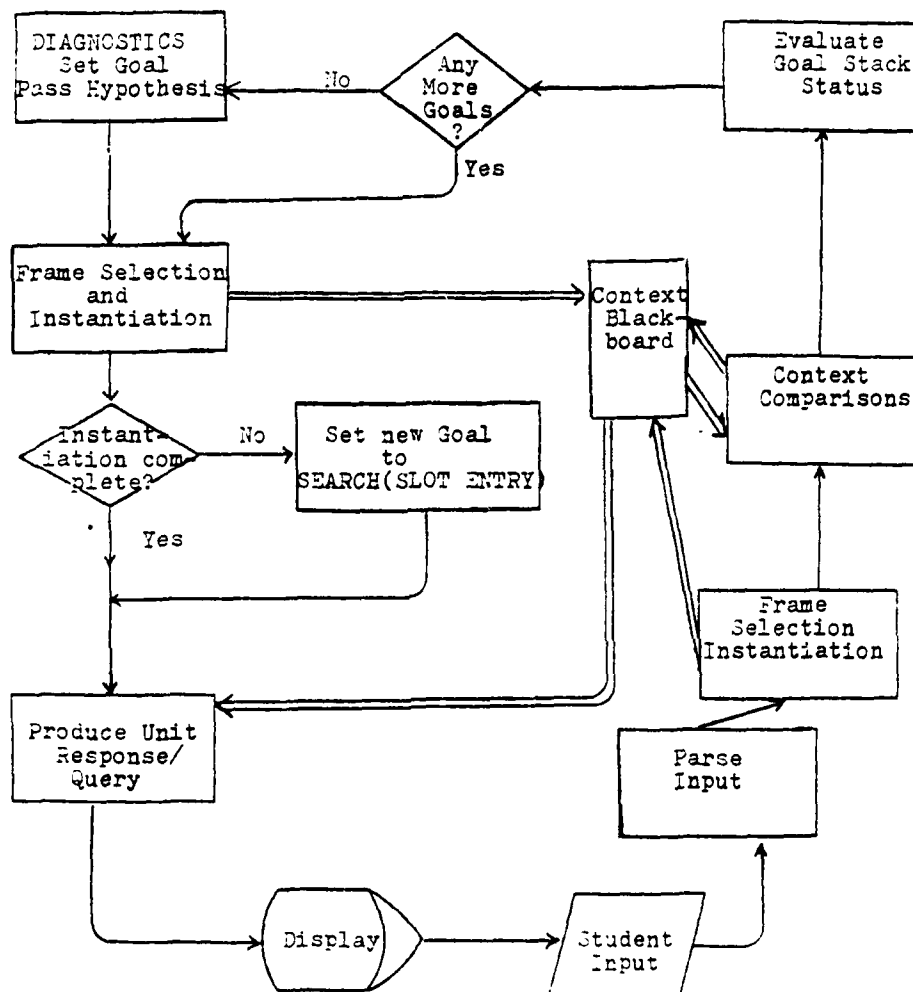 DIAGNOSTICS
Set Goal
Pass Hypothesis
No
Any
More
Goals
?
Yes
Evaluate
Goal Stack
Status
Frame Selection
and
Instantiation
Context
Black-
board
Context
Comparisons
Instant-
iation com-
plete?
No
Set new Goal
to
SEARCH(SLOT ENTRY)
Yes
Frame
Selection
Instantiation
Produce Unit
Response/
Query
Parse
Input
Display
Student
Input